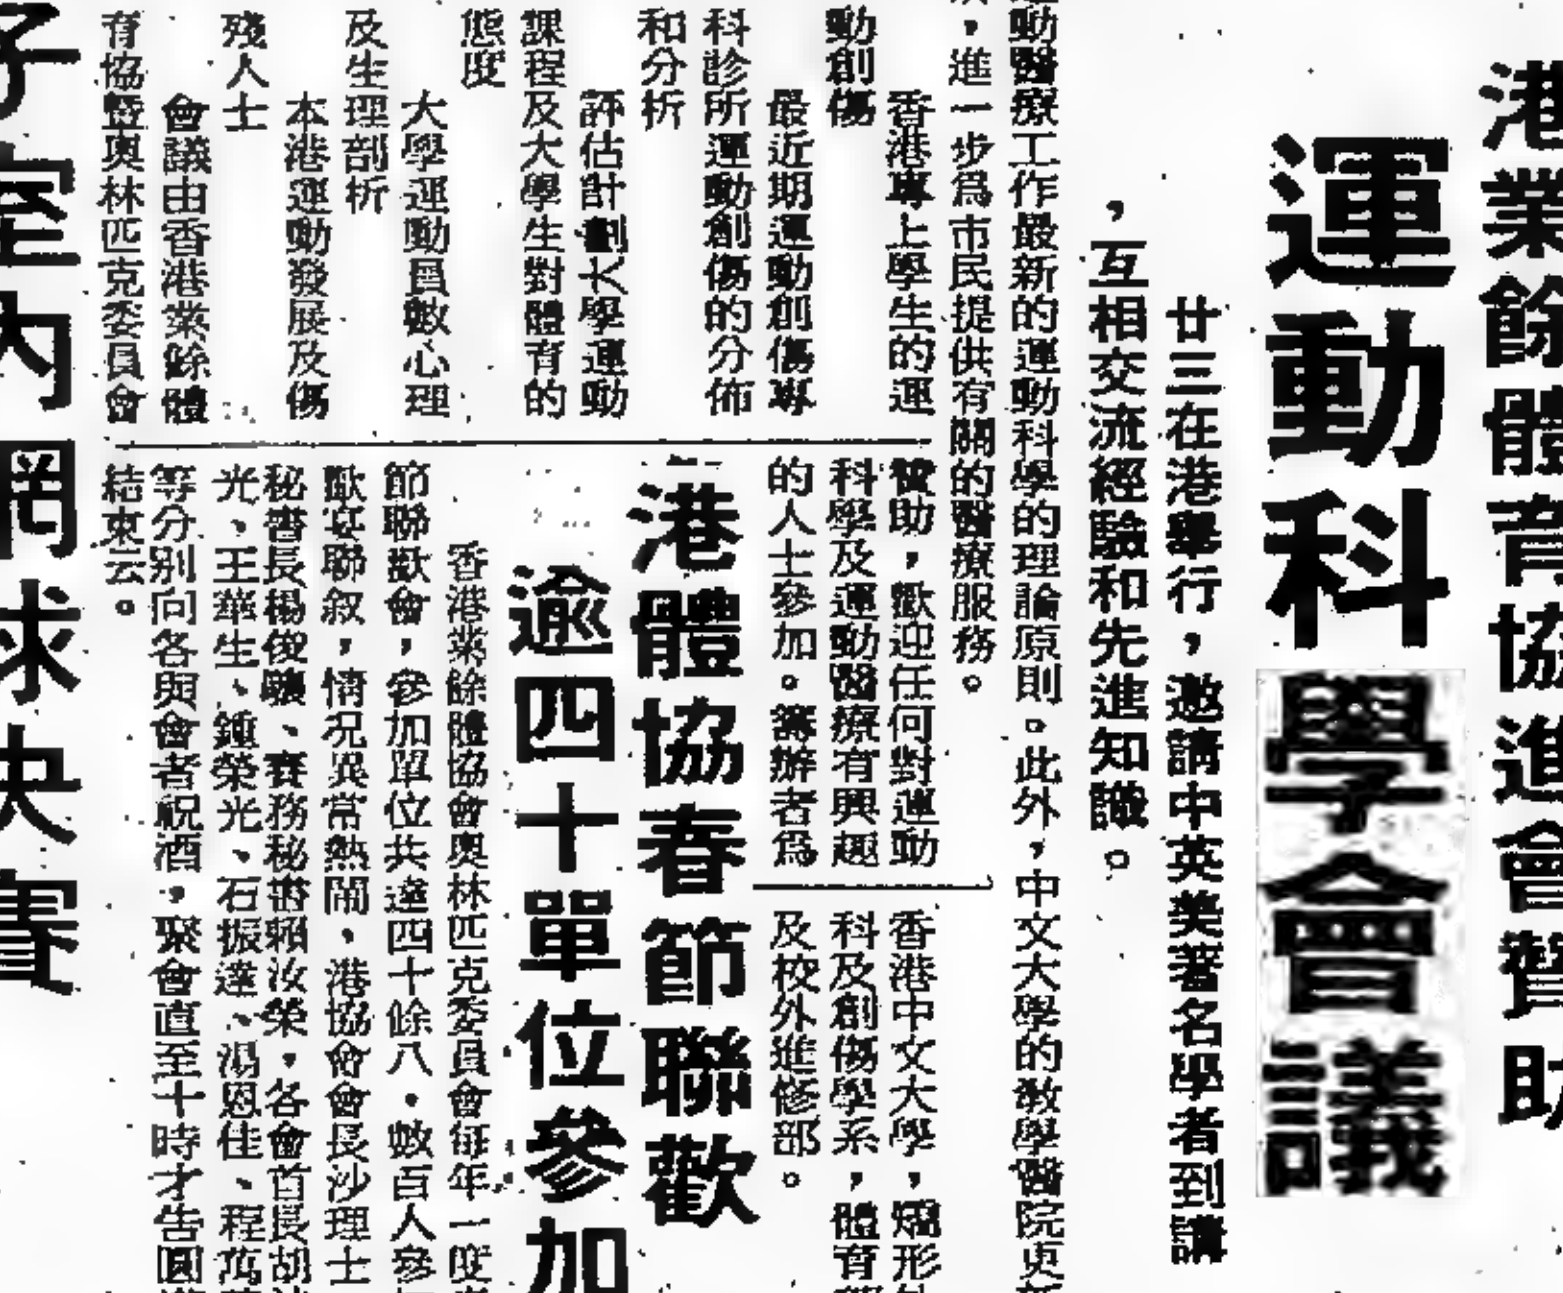 港業餘體育協進會贊助
運動科學會議
廿三在港舉行，邀請中英美著名學者到講
，互相交流經驗和先進知識。
動醫療工作最新的運動科學的理論原則。此外，中文大學的教學醫院更
，進一步為市民提供有關的醫療服務。
香港專上學生的運
動創傷
最近期運動創傷專
科診所運動創傷的分佈
和分析
評估計劃大學運動
課程及大學生對體育的
態度
大學運動員數心理
及生理剖析
本港運動發展及傷
殘人士
會議由香港業餘體
育協暨奧林匹克委員會
贊助，歡迎任何對運動
科學及運動醫療有興趣
的人士參加。籌辦者為
香港中文大學，矯形
科及創傷學系，體育
及校外進修部。
港體協春節聯歡
逾四十單位參加
香港業餘體協會奧林匹克委員會每年一度
節聯歡會，參加單位共達四十餘八，數百人參
歡宴聯叙，情況異常熱鬧，港協會會長沙理士
秘書長楊俊驥、賽務秘書賴汝榮，各會首長胡
光、王華生、鍾榮光、石振達、湯恩佳、程萬
等分別向各與會者祝酒，聚會直至十時才告圓
結束云。
子室內網球決賽